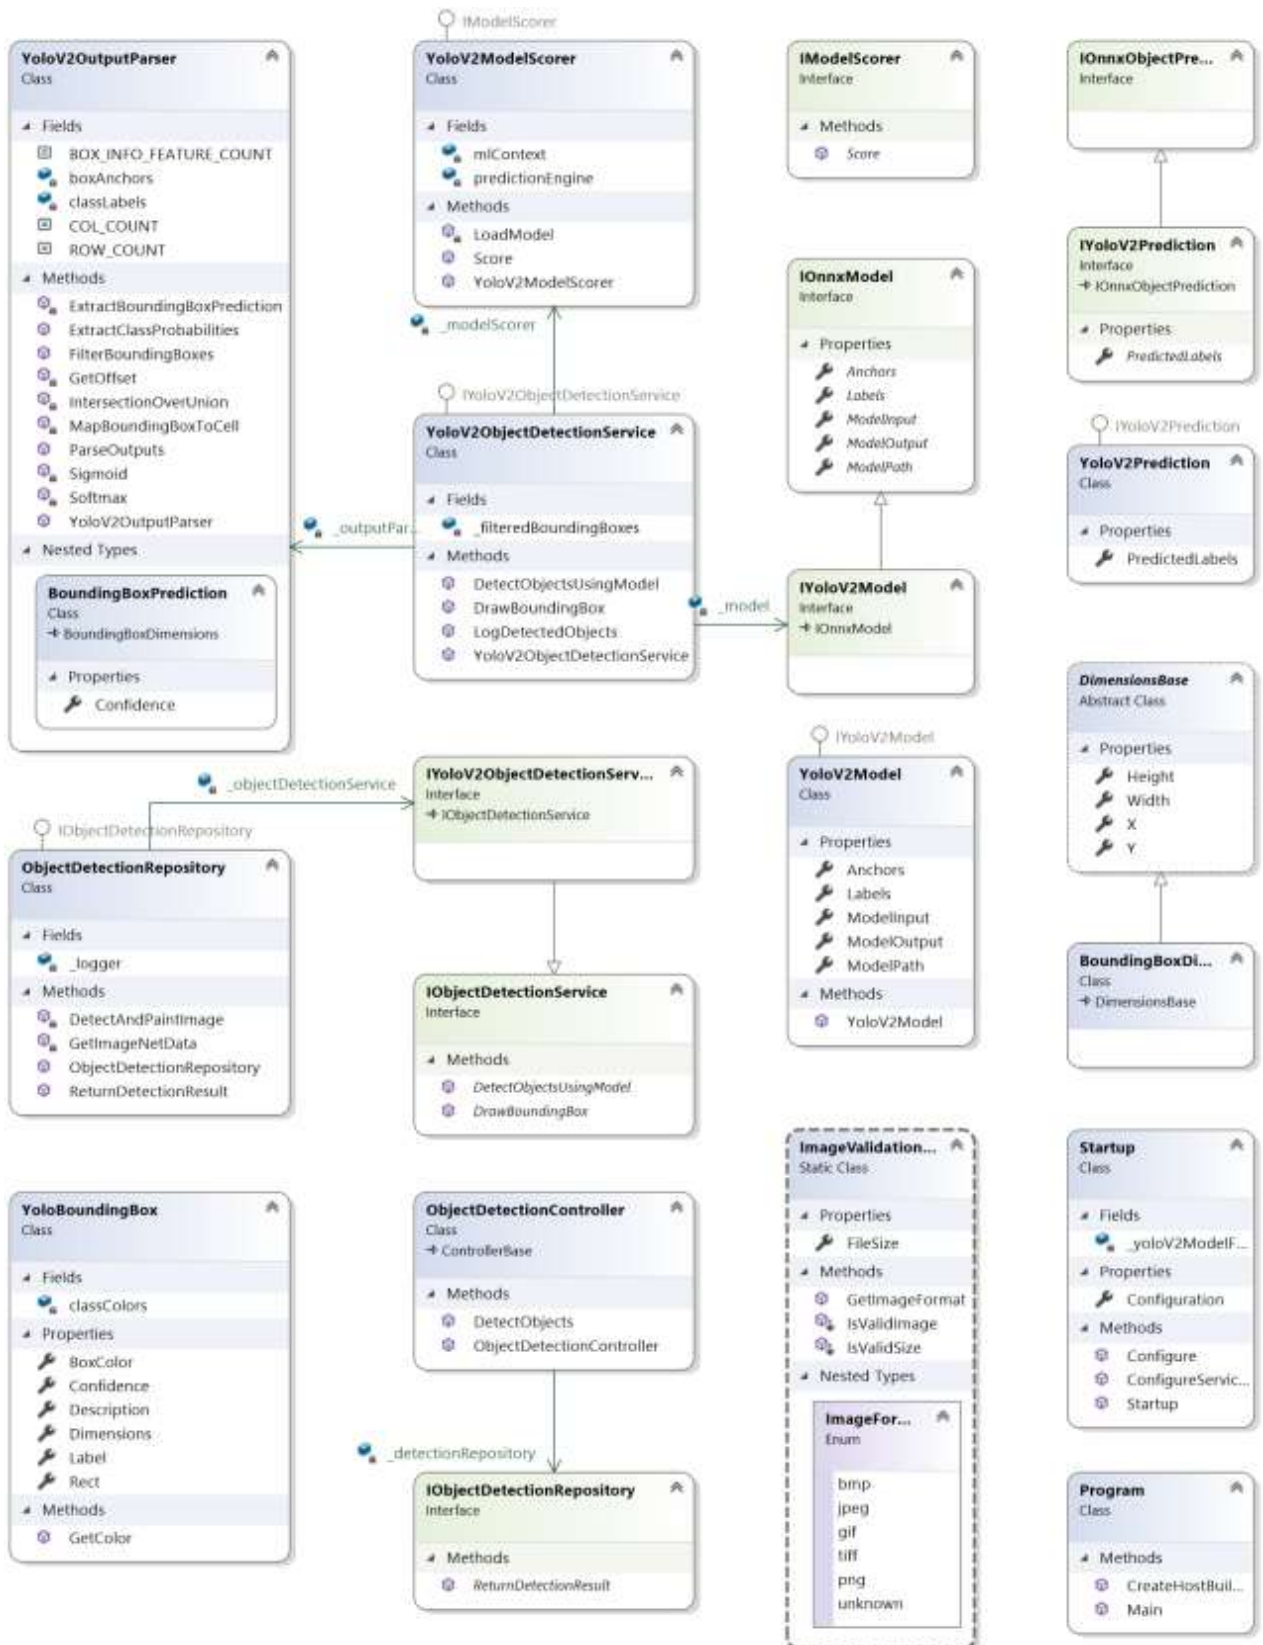 IModelScorer
YoloV2OutputParser
Class
Fields
BOX_INFO_FEATURE_COUNT
boxAnchors
classLabels
COL_COUNT
ROW_COUNT
Methods
ExtractBoundingBoxPrediction
ExtractClassProbabilities
FilterBoundingBoxes
GetOffset
IntersectionOverUnion
MapBoundingBoxToCell
ParseOutputs
Sigmoid
Softmax
YoloV2OutputParser
Nested Types
BoundingBoxPrediction
Class
BoundingBoxDimensions
Properties
Confidence
YoloV2ModelScorer
Class
Fields
mlContext
predictionEngine
Methods
LoadModel
Score
YoloV2ModelScorer
_modelScorer
IYoloV2ObjectDetectionService
YoloV2ObjectDetectionService
Class
Fields
_filteredBoundingBoxes
Methods
DetectObjectsUsingModel
DrawBoundingBox
LogDetectedObjects
YoloV2ObjectDetectionService
_outputPar...
_model
IModelScorer
Interface
Methods
Score
IOnnxModel
Interface
Properties
Anchors
Labels
ModelInput
ModelOutput
ModelPath
IYoloV2Model
Interface
IOnnxModel
IOnnxObjectPre...
Interface
IYoloV2Prediction
Interface
IOnnxObjectPrediction
Properties
PredictedLabels
IYoloV2Prediction
YoloV2Prediction
Class
Properties
PredictedLabels
DimensionsBase
Abstract Class
Properties
Height
Width
X
Y
BoundingBoxDi...
Class
DimensionsBase
_objectDetectionService
IObjectDetectionRepository
ObjectDetectionRepository
Class
Fields
_logger
Methods
DetectAndPaintImage
GetImageNetData
ObjectDetectionRepository
ReturnDetectionResult
IYoloV2ObjectDetectionServ...
Interface
IObjectDetectionService
IObjectDetectionService
Interface
Methods
DetectObjectsUsingModel
DrawBoundingBox
IYoloV2Model
YoloV2Model
Class
Properties
Anchors
Labels
ModelInput
ModelOutput
ModelPath
Methods
YoloV2Model
YoloBoundingBox
Class
Fields
classColors
Properties
BoxColor
Confidence
Description
Dimensions
Label
Rect
Methods
GetColor
ObjectDetectionController
Class
ControllerBase
Methods
DetectObjects
ObjectDetectionController
_detectionRepository
IObjectDetectionRepository
Interface
Methods
ReturnDetectionResult
ImageValidation...
Static Class
Properties
FileSize
Methods
GetImageFormat
IsValidImage
IsValidSize
Nested Types
ImageFor...
Enum
bmp
jpeg
gif
tiff
png
unknown
Startup
Class
Fields
_yoloV2ModelF...
Properties
Configuration
Methods
Configure
ConfigureServic...
Startup
Program
Class
Methods
CreateHostBuil...
Main